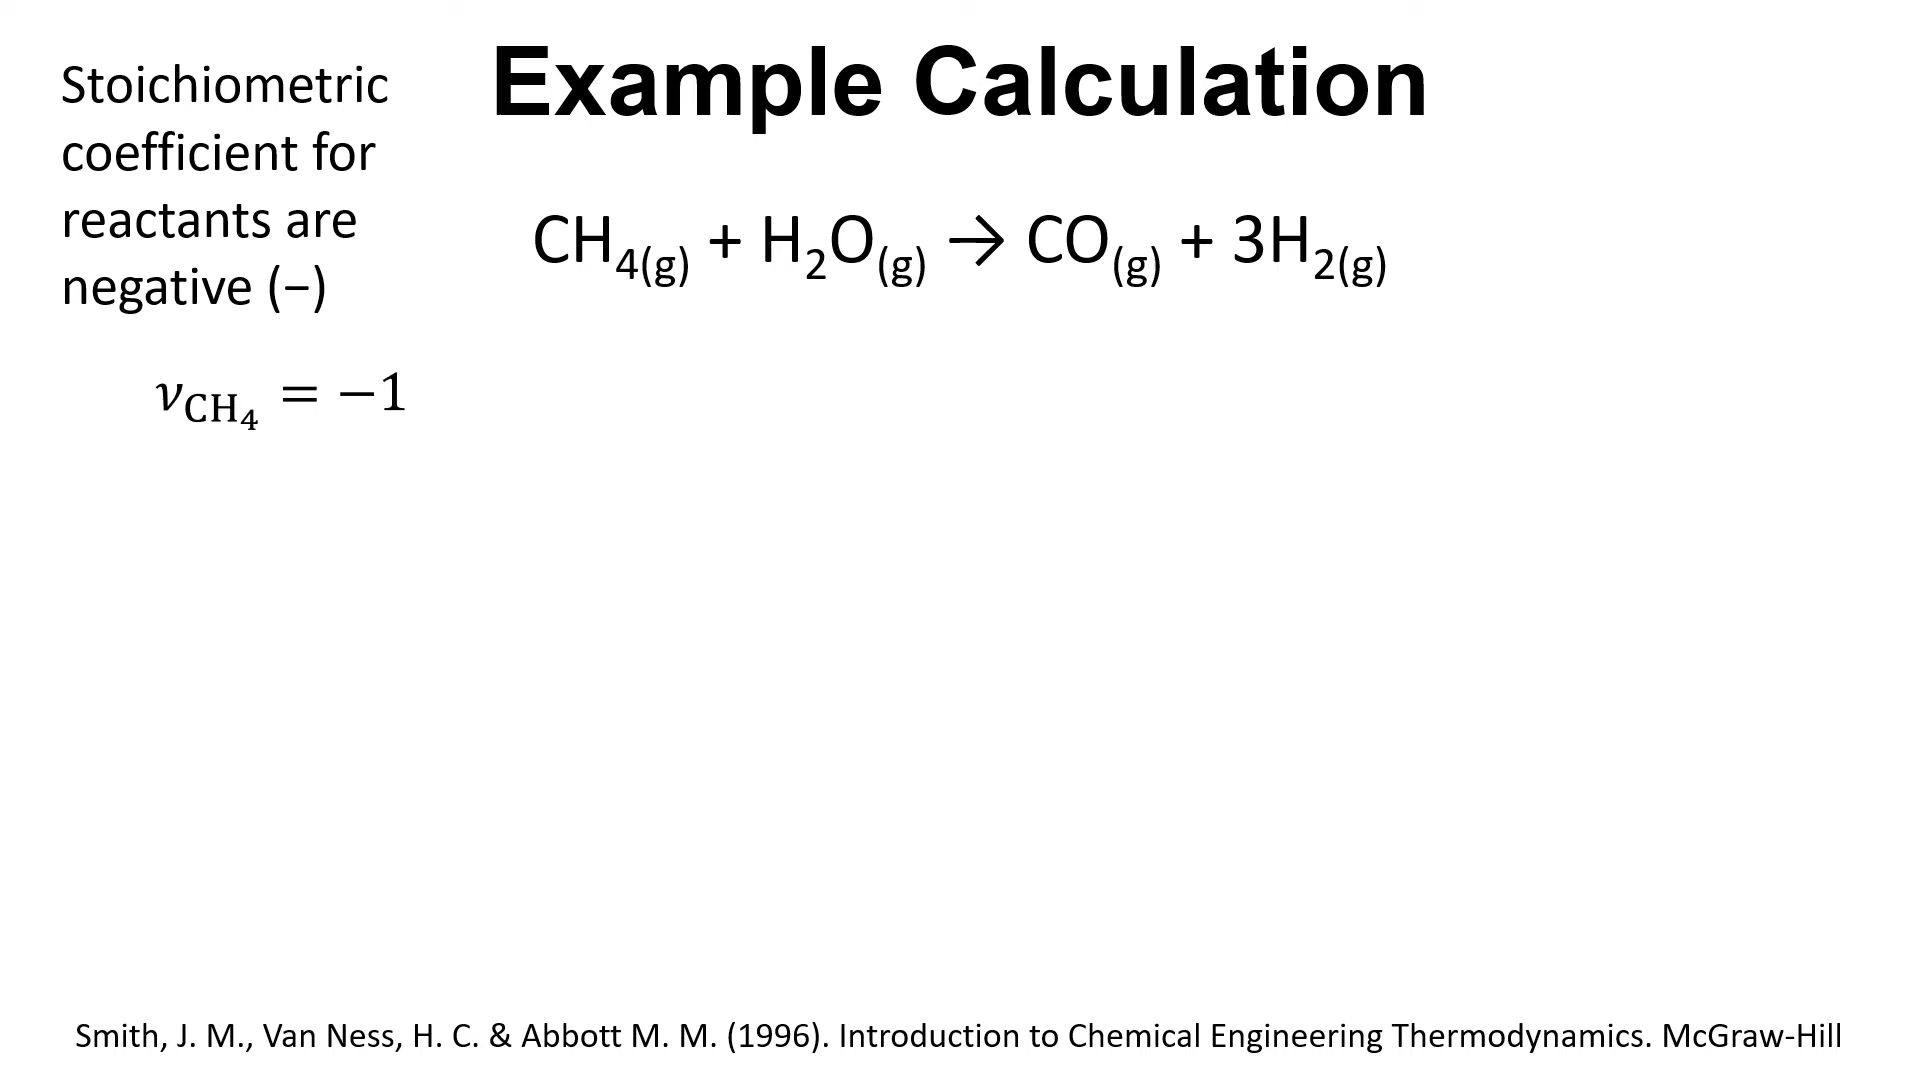 Example Calculation
Stoichiometric
coefficient for
reactants are
negative (−)
CH₄₍g₎ + H₂O₍g₎ → CO₍g₎ + 3H₂₍g₎
ν_CH₄ = −1
Smith, J. M., Van Ness, H. C. & Abbott M. M. (1996). Introduction to Chemical Engineering Thermodynamics. McGraw-Hill